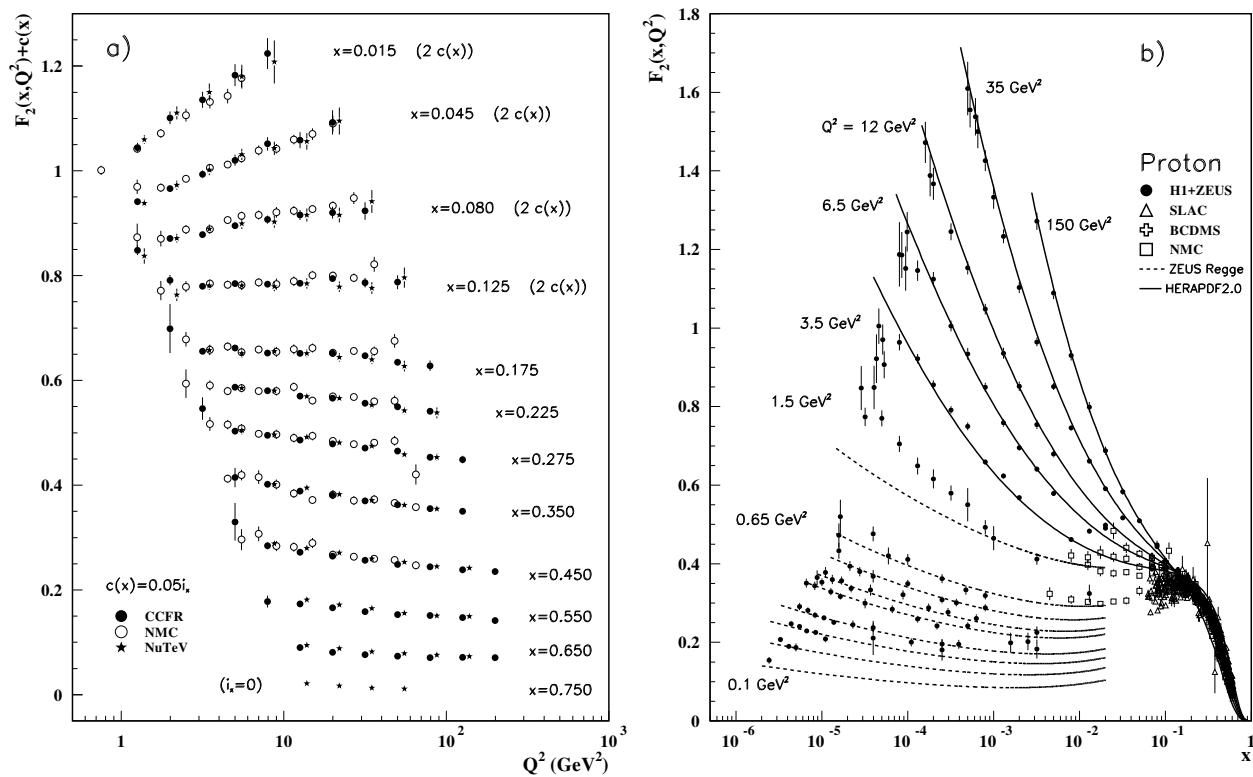 a)
F₂(x,Q²)+c(x)
1.2
1
0.8
0.6
0.4
0.2
0
x=0.015 (2 c(x))
x=0.045 (2 c(x))
x=0.080 (2 c(x))
x=0.125 (2 c(x))
x=0.175
x=0.225
x=0.275
x=0.350
x=0.450
x=0.550
x=0.650
x=0.750
c(x)=0.05iₓ
CCFR
NMC
NuTeV
(iₓ=0)
1 10 10² 10³
Q² (GeV²)
b)
F₂(x,Q²)
1.8
1.6
1.4
1.2
1
0.8
0.6
0.4
0.2
0
35 GeV²
Q² = 12 GeV²
6.5 GeV²
150 GeV²
3.5 GeV²
1.5 GeV²
0.65 GeV²
0.1 GeV²
Proton
H1+ZEUS
SLAC
BCDMS
NMC
ZEUS Regge
HERAPDF2.0
10⁻⁶ 10⁻⁵ 10⁻⁴ 10⁻³ 10⁻² 10⁻¹ 1
x